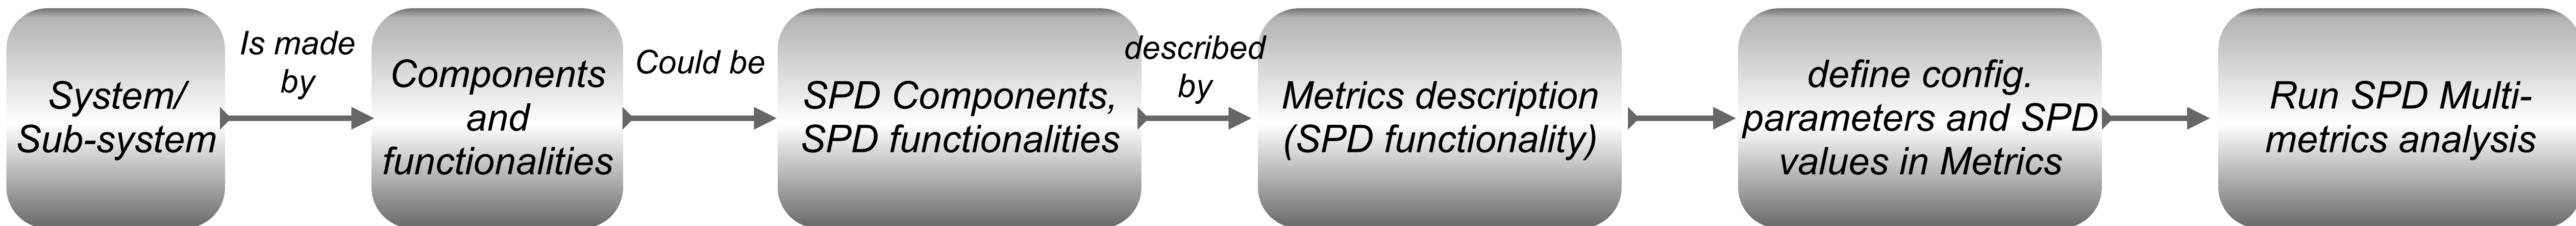 System/
Sub-system
Is made
by
Components
and
functionalities
Could be
SPD Components,
SPD functionalities
described
by
Metrics description
(SPD functionality)
define config.
parameters and SPD
values in Metrics
Run SPD Multi-
metrics analysis